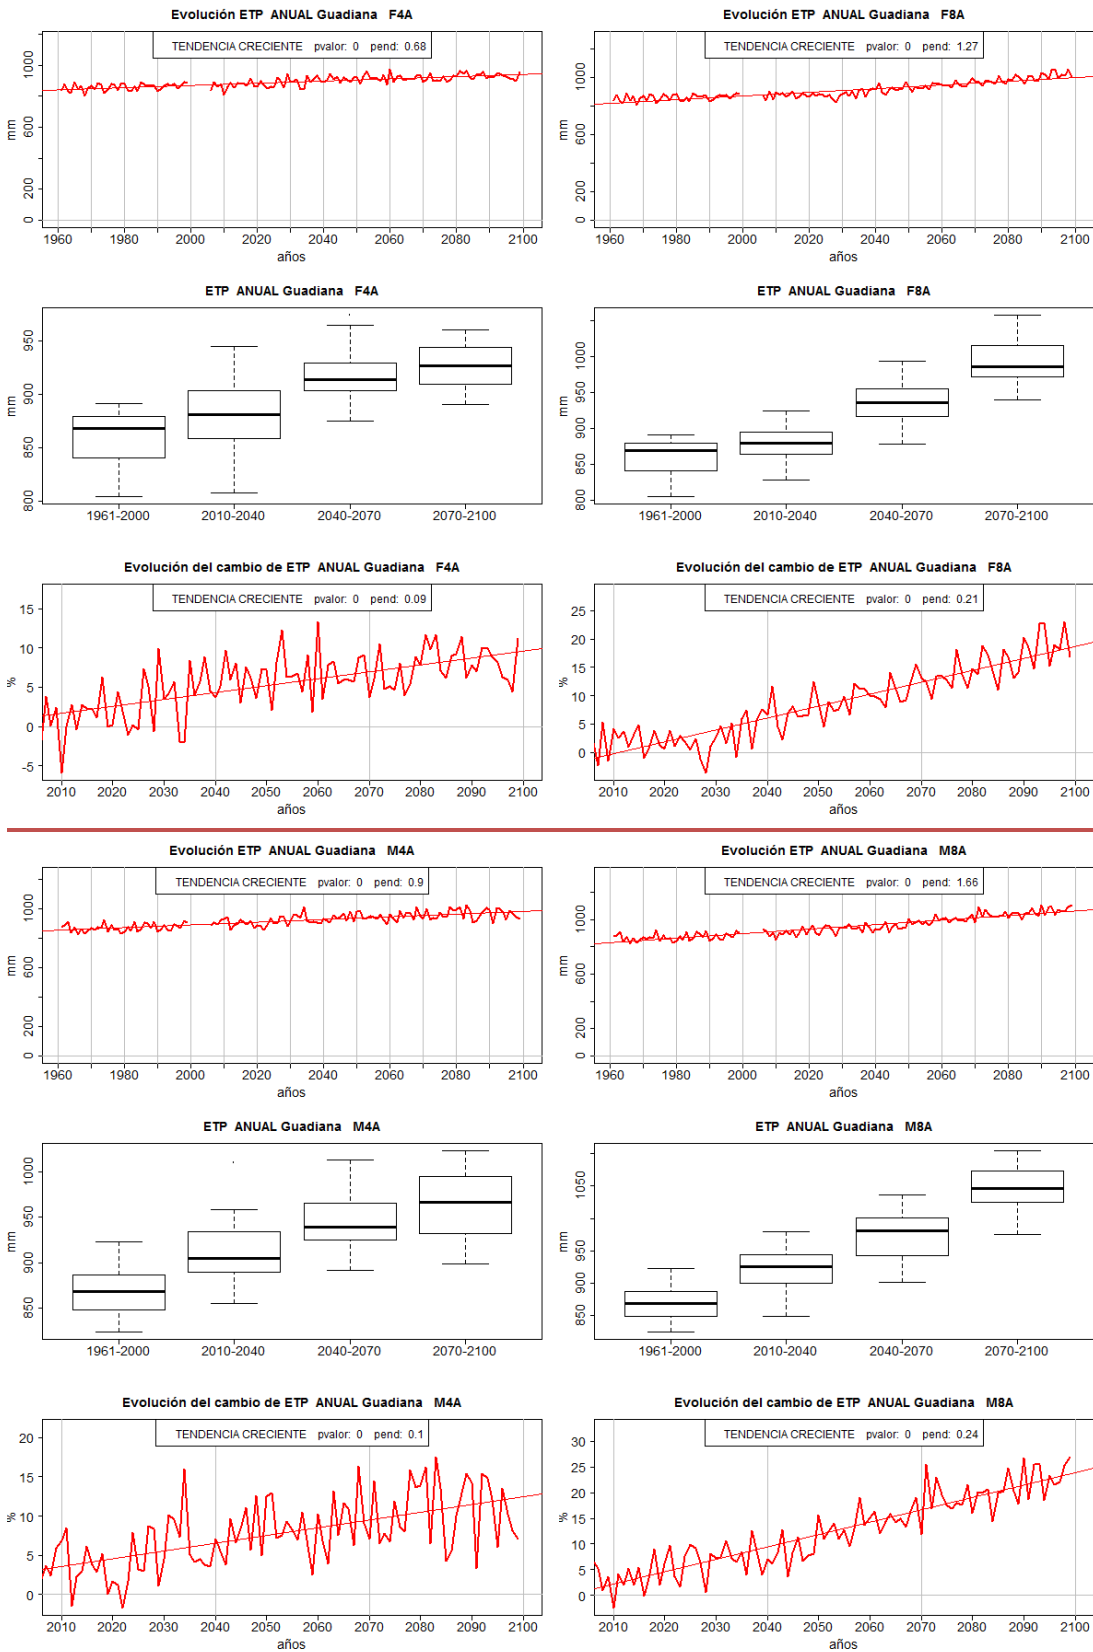 Evolución ETP ANUAL Guadiana F4A
TENDENCIA CRECIENTE pvalor: 0 pend: 0.68
mm
0 200 600 1000
1960 1980 2000 2020 2040 2060 2080 2100
años
Evolución ETP ANUAL Guadiana F8A
TENDENCIA CRECIENTE pvalor: 0 pend: 1.27
mm
0 200 600 1000
1960 1980 2000 2020 2040 2060 2080 2100
años
ETP ANUAL Guadiana F4A
mm
800 850 900 950
1961-2000 2010-2040 2040-2070 2070-2100
ETP ANUAL Guadiana F8A
mm
800 850 900 950 1000
1961-2000 2010-2040 2040-2070 2070-2100
Evolución del cambio de ETP ANUAL Guadiana F4A
TENDENCIA CRECIENTE pvalor: 0 pend: 0.09
%
15
10
5
0
-5
2010 2020 2030 2040 2050 2060 2070 2080 2090 2100
años
Evolución del cambio de ETP ANUAL Guadiana F8A
TENDENCIA CRECIENTE pvalor: 0 pend: 0.21
%
25
20
15
10
5
0
2010 2020 2030 2040 2050 2060 2070 2080 2090 2100
años
Evolución ETP ANUAL Guadiana M4A
TENDENCIA CRECIENTE pvalor: 0 pend: 0.9
mm
0 200 600 1000
1960 1980 2000 2020 2040 2060 2080 2100
años
Evolución ETP ANUAL Guadiana M8A
TENDENCIA CRECIENTE pvalor: 0 pend: 1.66
mm
0 200 600 1000
1960 1980 2000 2020 2040 2060 2080 2100
años
ETP ANUAL Guadiana M4A
mm
850 900 950 1000
1961-2000 2010-2040 2040-2070 2070-2100
ETP ANUAL Guadiana M8A
mm
850 900 950 1050
1961-2000 2010-2040 2040-2070 2070-2100
Evolución del cambio de ETP ANUAL Guadiana M4A
TENDENCIA CRECIENTE pvalor: 0 pend: 0.1
%
20
15
10
5
0
2010 2020 2030 2040 2050 2060 2070 2080 2090 2100
años
Evolución del cambio de ETP ANUAL Guadiana M8A
TENDENCIA CRECIENTE pvalor: 0 pend: 0.24
%
30
25
20
15
10
5
0
2010 2020 2030 2040 2050 2060 2070 2080 2090 2100
años